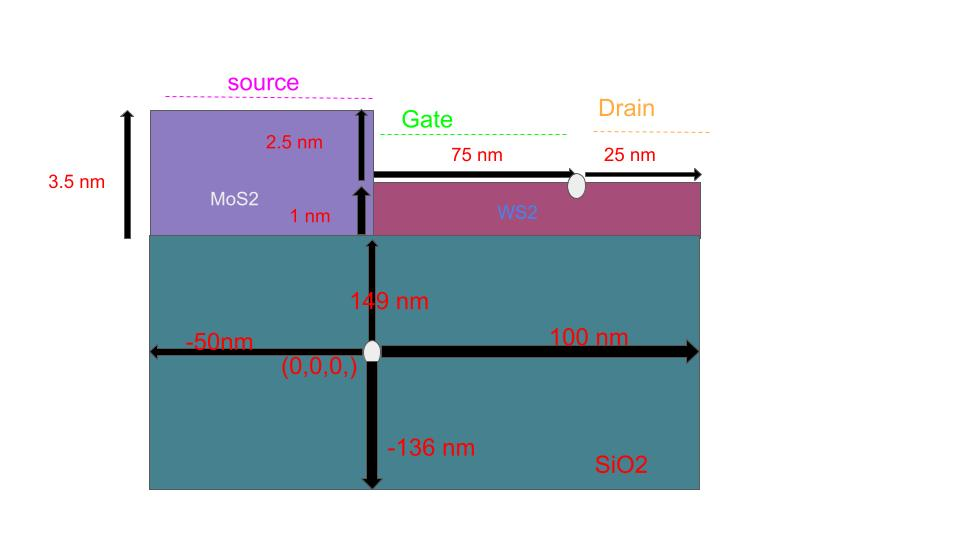 source
Drain
Gate
2.5 nm
75 nm
25 nm
3.5 nm
MoS2
1 nm
WS2
149 nm
-50nm
100 nm
(0,0,0,)
-136 nm
SiO2